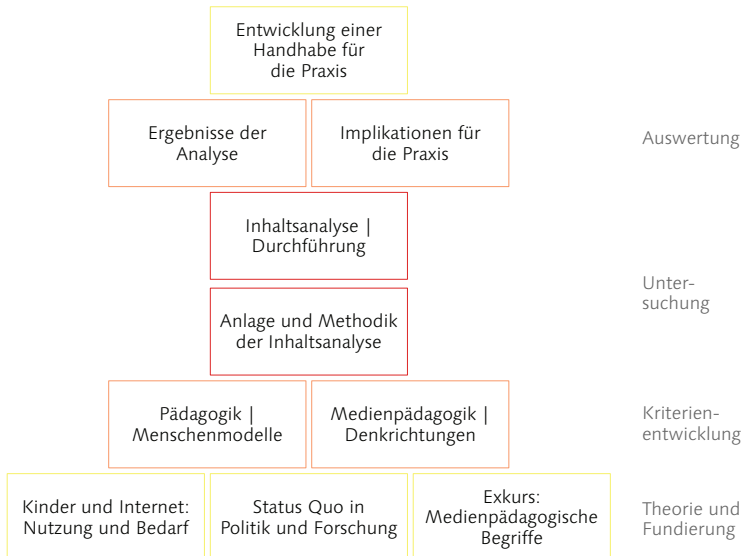 Entwicklung einer
Handhabe für
die Praxis
Ergebnisse der
Analyse
Implikationen für
die Praxis
Auswertung
Inhaltsanalyse |
Durchführung
Anlage und Methodik
der Inhaltsanalyse
Unter-
suchung
Pädagogik |
Menschenmodelle
Medienpädagogik |
Denkrichtungen
Kriterien-
entwicklung
Kinder und Internet:
Nutzung und Bedarf
Status Quo in
Politik und Forschung
Exkurs:
Medienpädagogische
Begriffe
Theorie und
Fundierung